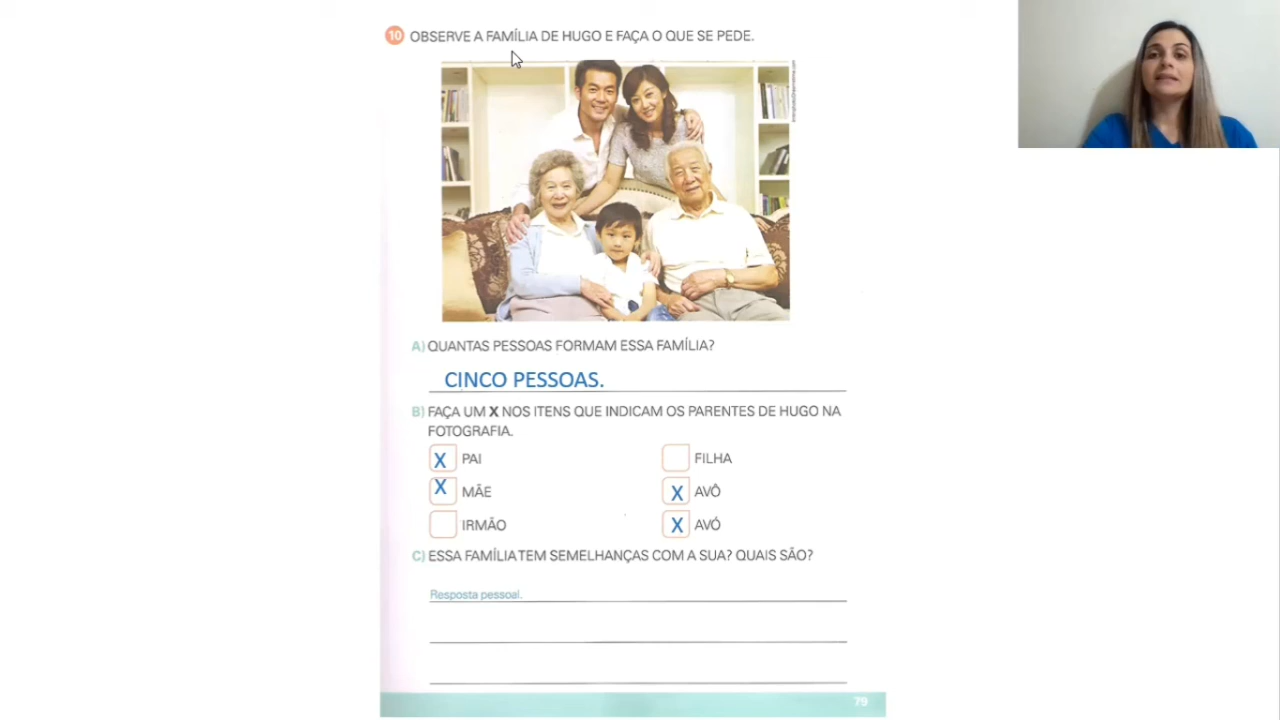 10 OBSERVE A FAMÍLIA DE HUGO E FAÇA O QUE SE PEDE.
A) QUANTAS PESSOAS FORMAM ESSA FAMÍLIA?
CINCO PESSOAS.
B) FAÇA UM X NOS ITENS QUE INDICAM OS PARENTES DE HUGO NA
FOTOGRAFIA.
X PAI
FILHA
X MÃE
X AVÔ
IRMÃO
X AVÓ
C) ESSA FAMÍLIA TEM SEMELHANÇAS COM A SUA? QUAIS SÃO?
Resposta pessoal.
79